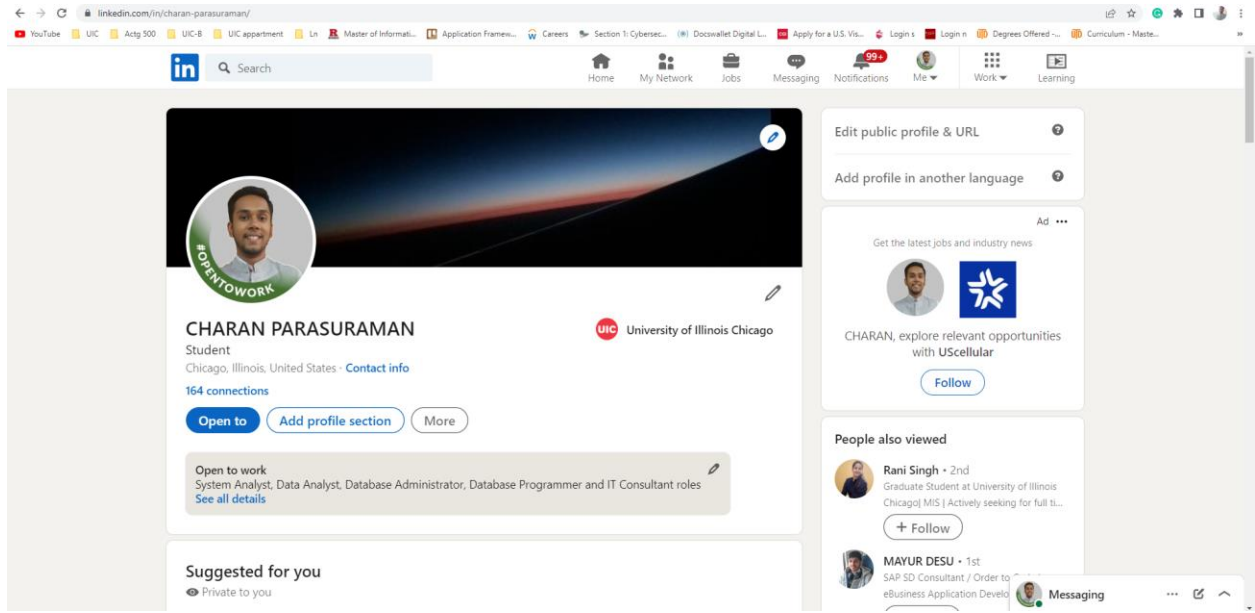 linkedin.com/in/charan-parasuraman/
YouTube UIC Actg 500 UIC-B UIC appartment Ln Master of Informati... Application Framew... Careers Section 1: Cybersec... Docswallet Digital L... Apply for a U.S. Vis... Login s Login n Degrees Offered -... Curriculum - Maste... »
in Search Home My Network Jobs Messaging 99+ Notifications Me Work Learning
Edit public profile & URL
Add profile in another language
#OPENTOWORK
CHARAN PARASURAMAN
UIC University of Illinois Chicago
Student
Chicago, Illinois, United States · Contact info
164 connections
Open to Add profile section More
Open to work
System Analyst, Data Analyst, Database Administrator, Database Programmer and IT Consultant roles
See all details
Suggested for you
Private to you
Ad •••
Get the latest jobs and industry news
CHARAN, explore relevant opportunities
with UScellular
Follow
People also viewed
Rani Singh • 2nd
Graduate Student at University of Illinois
Chicago| MIS | Actively seeking for full ti...
+ Follow
MAYUR DESU • 1st
SAP SD Consultant / Order to
eBusiness Application Develo
Messaging